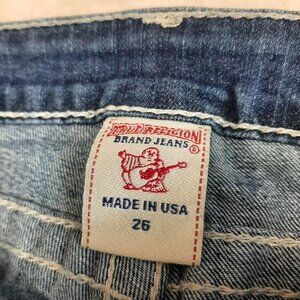 TRUE RELIGION
BRAND JEANS ®
MADE IN USA
26